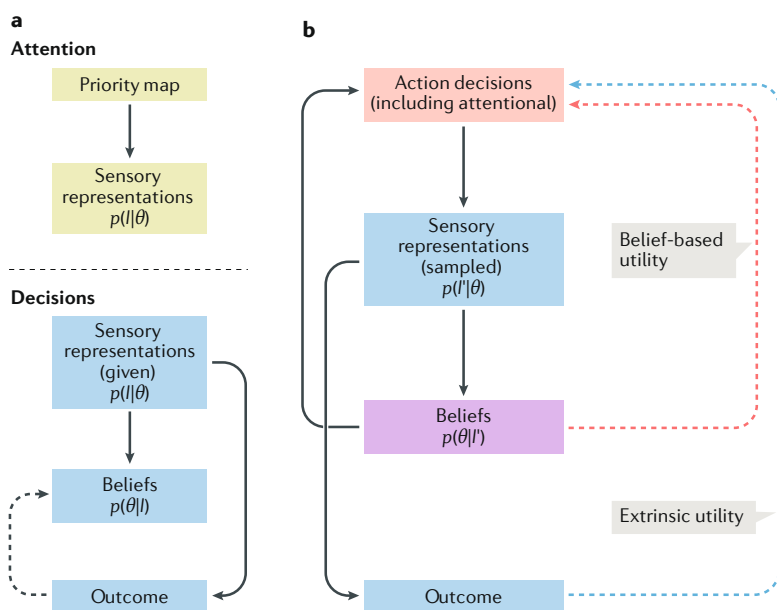 a
Attention
Priority map
Sensory
representations
p(I|θ)
Decisions
Sensory
representations
(given)
p(I|θ)
Beliefs
p(θ|I)
Outcome
b
Action decisions
(including attentional)
Sensory
representations
(sampled)
p(I'|θ)
Belief-based
utility
Beliefs
p(θ|I')
Extrinsic utility
Outcome